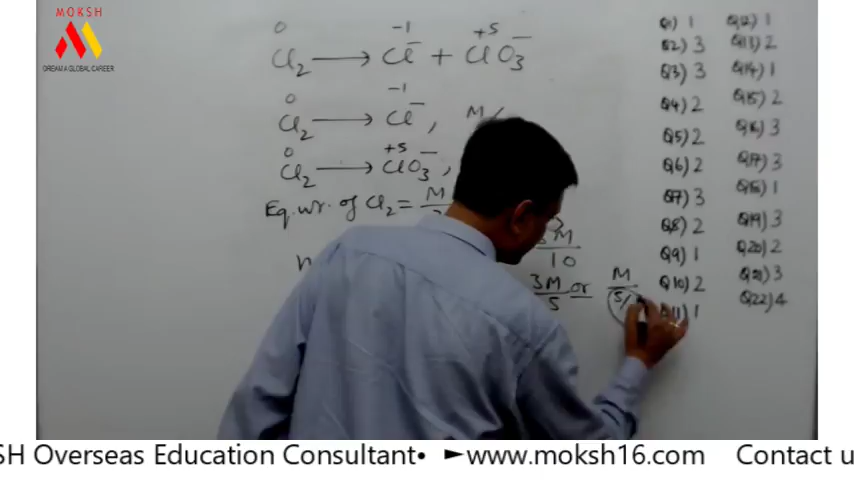 MOKSH
DREAM A GLOBAL CAREER
0 -1 +5
Cl₂ → Cl⁻ + ClO₃⁻
0 -1
Cl₂ → Cl⁻, M/
0 +5
Cl₂ → ClO₃⁻,
Eq. wt. of Cl₂ = M
M
10
3M or M
5 5/
Q1) 1
Q2) 3
Q3) 3
Q4) 2
Q5) 2
Q6) 2
Q7) 3
Q8) 2
Q9) 1
Q10) 2
Q11) 1
Q12) 1
Q13) 2
Q14) 1
Q15) 2
Q16) 3
Q17) 3
Q18) 1
Q19) 3
Q20) 2
Q21) 3
Q22) 4
SH Overseas Education Consultant• ►www.moksh16.com Contact u